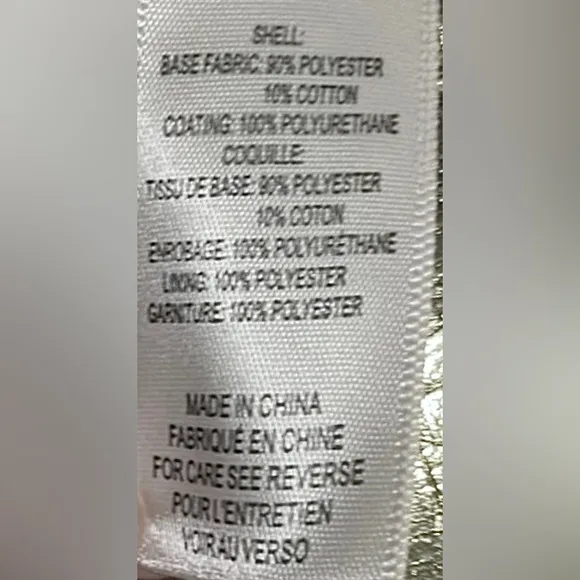 SHELL:
BASE FABRIC: 90% POLYESTER
10% COTTON
COATING: 100% POLYURETHANE
COQUILLE:
TISSU DE BASE: 90% POLYESTER
10% COTON
ENROBAGE: 100% POLYURÉTHANE
LINING: 100% POLYESTER
GARNITURE: 100% POLYESTER
MADE IN CHINA
FABRIQUÉ EN CHINE
FOR CARE SEE REVERSE
POUR L'ENTRETIEN
VOIR AU VERSO